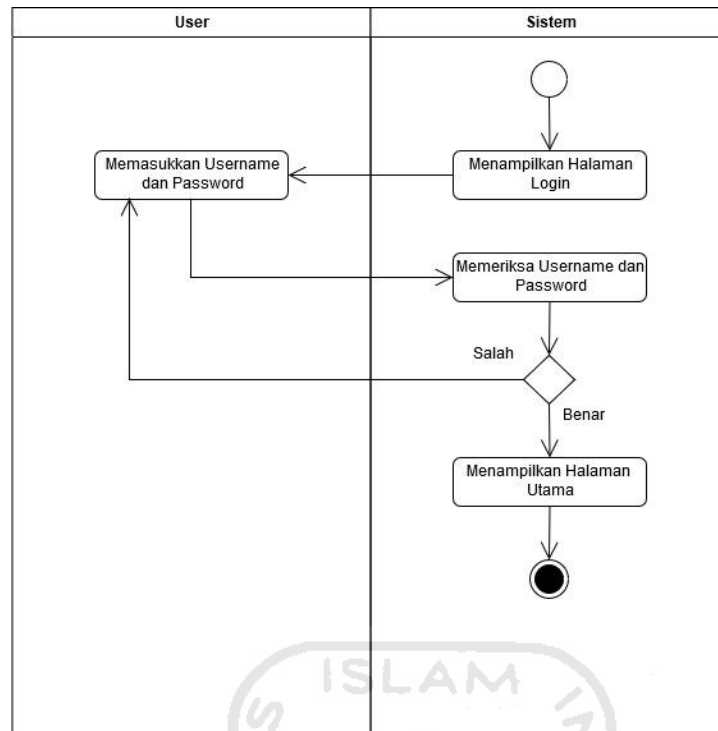 User
Sistem
Menampilkan Halaman
Login
Memasukkan Username
dan Password
Memeriksa Username dan
Password
Salah
Benar
Menampilkan Halaman
Utama
ISLAM